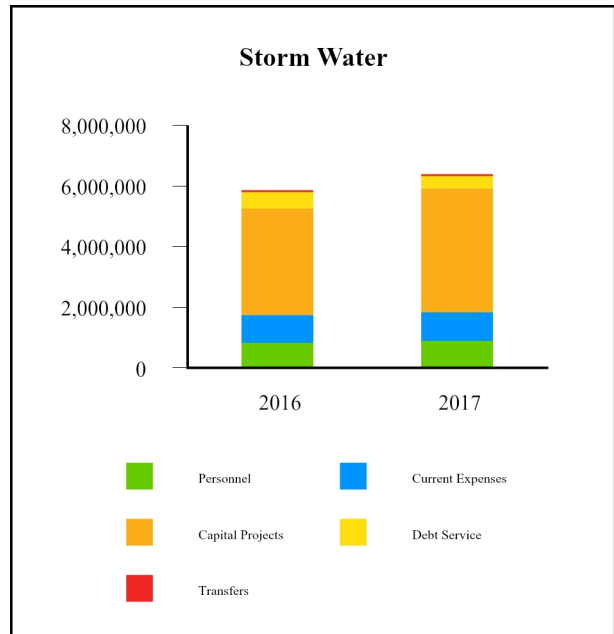 Storm Water
8,000,000
6,000,000
4,000,000
2,000,000
0
2016 2017
Personnel Current Expenses
Capital Projects Debt Service
Transfers